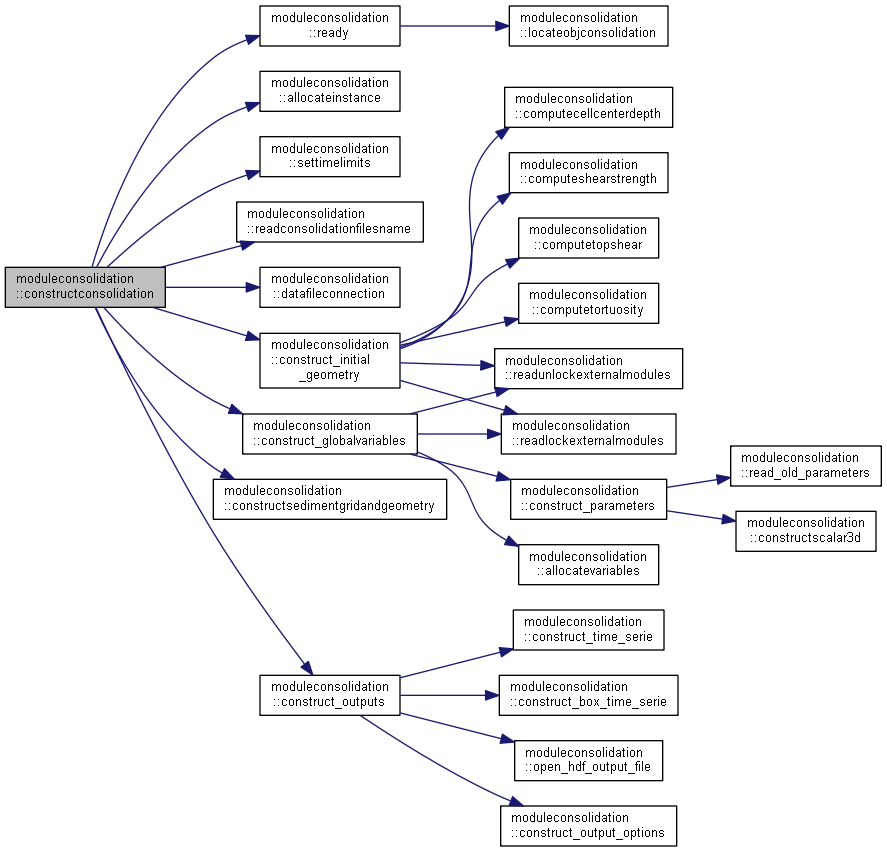 moduleconsolidation
::constructconsolidation
moduleconsolidation
::ready
moduleconsolidation
::allocateinstance
moduleconsolidation
::settimelimits
moduleconsolidation
::readconsolidationfilesname
moduleconsolidation
::datafileconnection
moduleconsolidation
::construct_initial
_geometry
moduleconsolidation
::construct_globalvariables
moduleconsolidation
::constructsedimentgridandgeometry
moduleconsolidation
::construct_outputs
moduleconsolidation
::locateobjconsolidation
moduleconsolidation
::computecellcenterdepth
moduleconsolidation
::computeshearstrength
moduleconsolidation
::computetopshear
moduleconsolidation
::computetortuosity
moduleconsolidation
::readunlockexternalmodules
moduleconsolidation
::readlockexternalmodules
moduleconsolidation
::construct_parameters
moduleconsolidation
::allocatevariables
moduleconsolidation
::construct_time_serie
moduleconsolidation
::construct_box_time_serie
moduleconsolidation
::open_hdf_output_file
moduleconsolidation
::construct_output_options
moduleconsolidation
::read_old_parameters
moduleconsolidation
::constructscalar3d